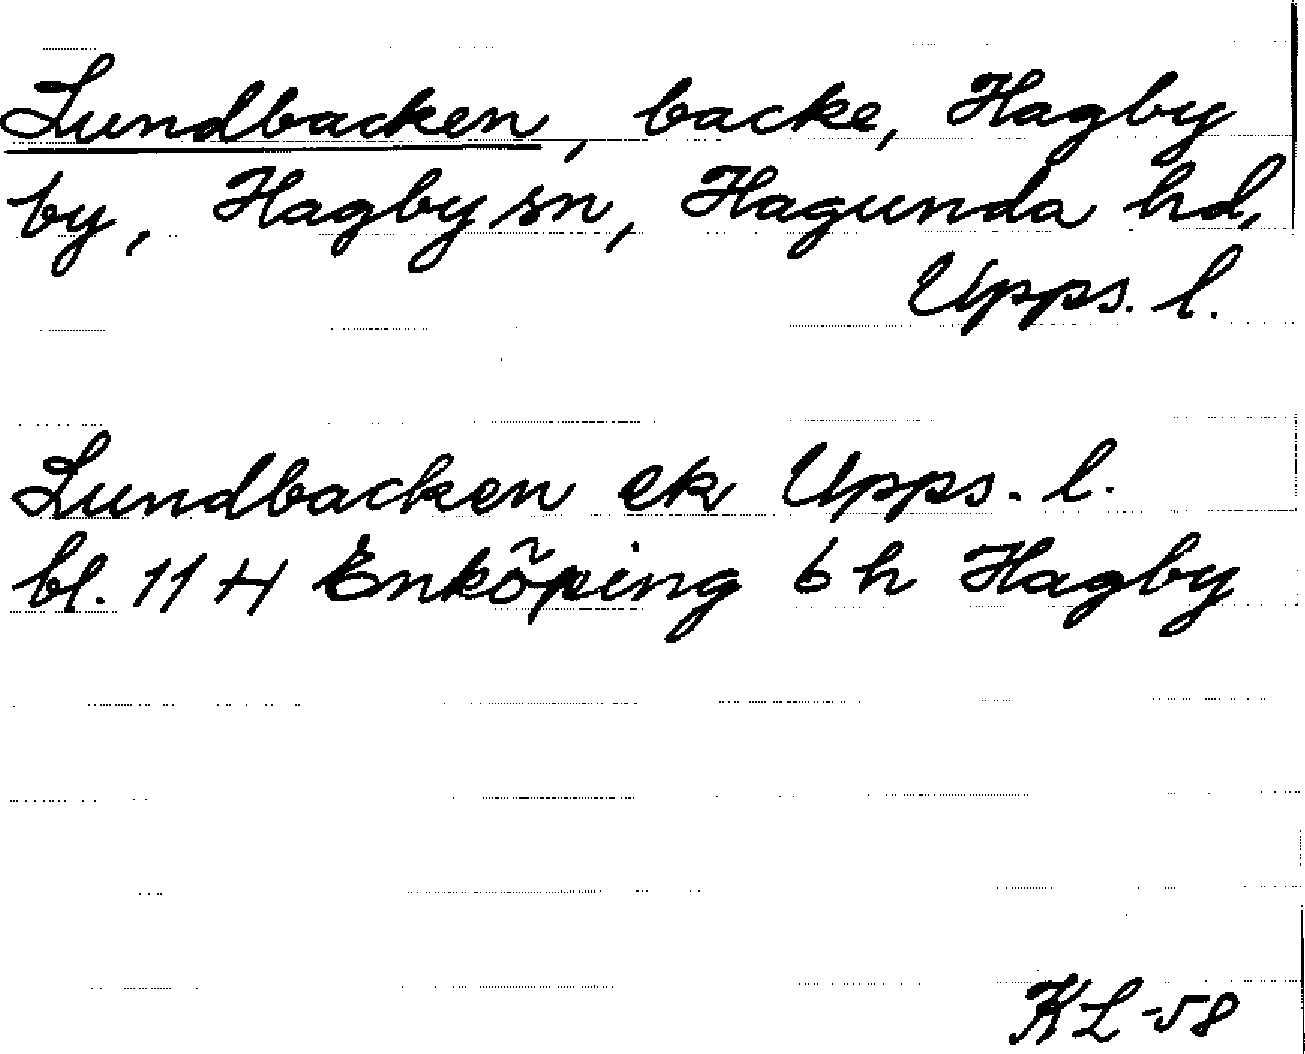 Lundbacken, backe, Hagby
by, Hagby sn, Hagunda hd,
Upps. l.
Lundbacken ek Upps. l.
bl. 11 H Enköping 6 h Hagby
KL-58